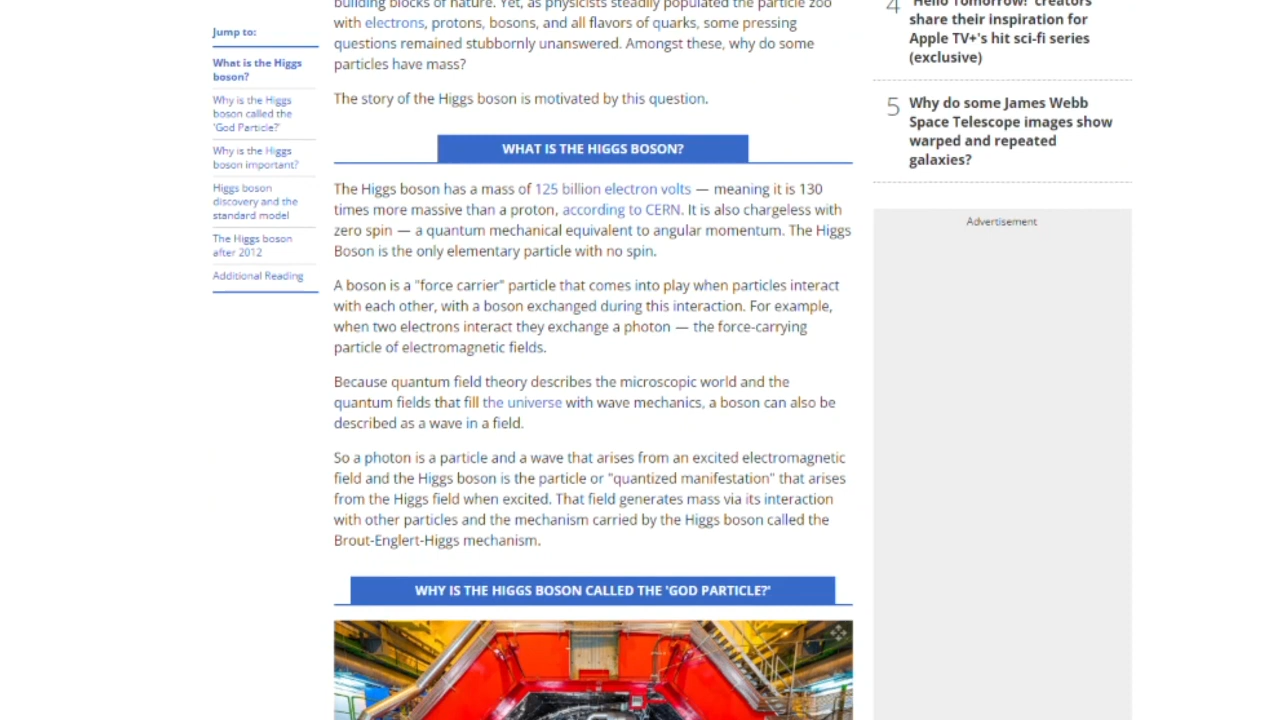 building blocks of nature. Yet, as physicists steadily populated the particle zoo
with electrons, protons, bosons, and all flavors of quarks, some pressing
questions remained stubbornly unanswered. Amongst these, why do some
particles have mass?
The story of the Higgs boson is motivated by this question.
WHAT IS THE HIGGS BOSON?
The Higgs boson has a mass of 125 billion electron volts — meaning it is 130
times more massive than a proton, according to CERN. It is also chargeless with
zero spin — a quantum mechanical equivalent to angular momentum. The Higgs
Boson is the only elementary particle with no spin.
A boson is a "force carrier" particle that comes into play when particles interact
with each other, with a boson exchanged during this interaction. For example,
when two electrons interact they exchange a photon — the force-carrying
particle of electromagnetic fields.
Because quantum field theory describes the microscopic world and the
quantum fields that fill the universe with wave mechanics, a boson can also be
described as a wave in a field.
So a photon is a particle and a wave that arises from an excited electromagnetic
field and the Higgs boson is the particle or "quantized manifestation" that arises
from the Higgs field when excited. That field generates mass via its interaction
with other particles and the mechanism carried by the Higgs boson called the
Brout-Englert-Higgs mechanism.
WHY IS THE HIGGS BOSON CALLED THE 'GOD PARTICLE?'
Jump to:
What is the Higgs
boson?
Why is the Higgs
boson called the
'God Particle?'
Why is the Higgs
boson important?
Higgs boson
discovery and the
standard model
The Higgs boson
after 2012
Additional Reading
4 'Hello Tomorrow!' creators
share their inspiration for
Apple TV+'s hit sci-fi series
(exclusive)
5 Why do some James Webb
Space Telescope images show
warped and repeated
galaxies?
Advertisement